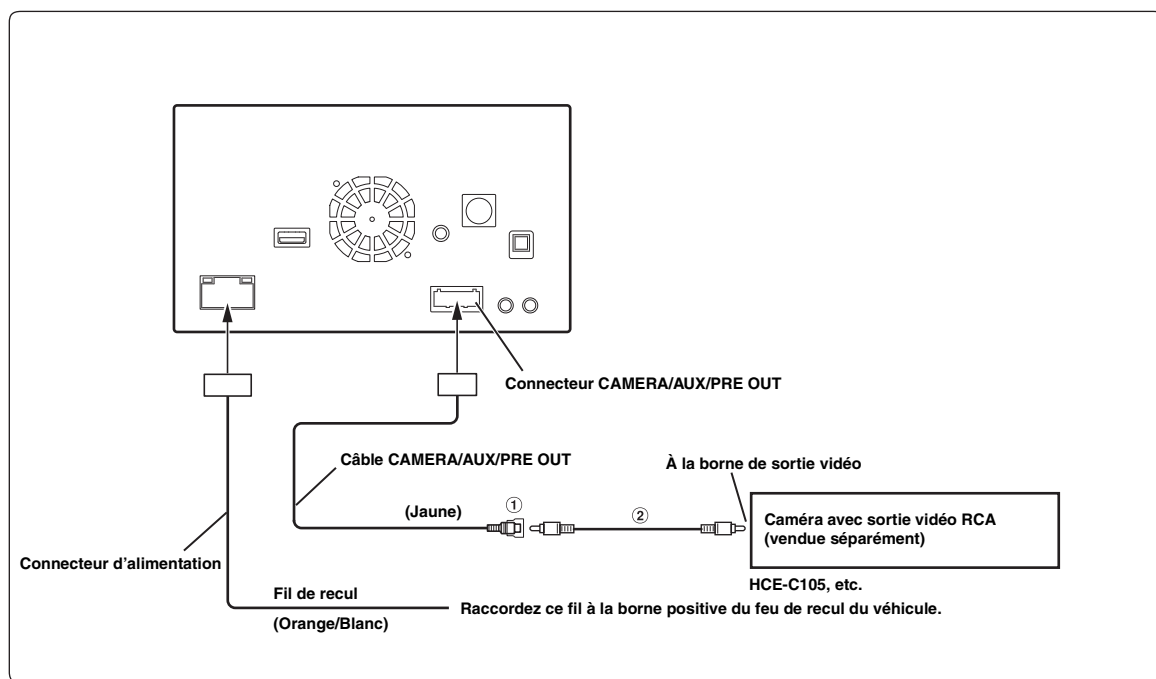 Connecteur CAMERA/AUX/PRE OUT
Câble CAMERA/AUX/PRE OUT
À la borne de sortie vidéo
(Jaune)
①
②
Caméra avec sortie vidéo RCA
(vendue séparément)
Connecteur d'alimentation
HCE-C105, etc.
Fil de recul
(Orange/Blanc)
Raccordez ce fil à la borne positive du feu de recul du véhicule.